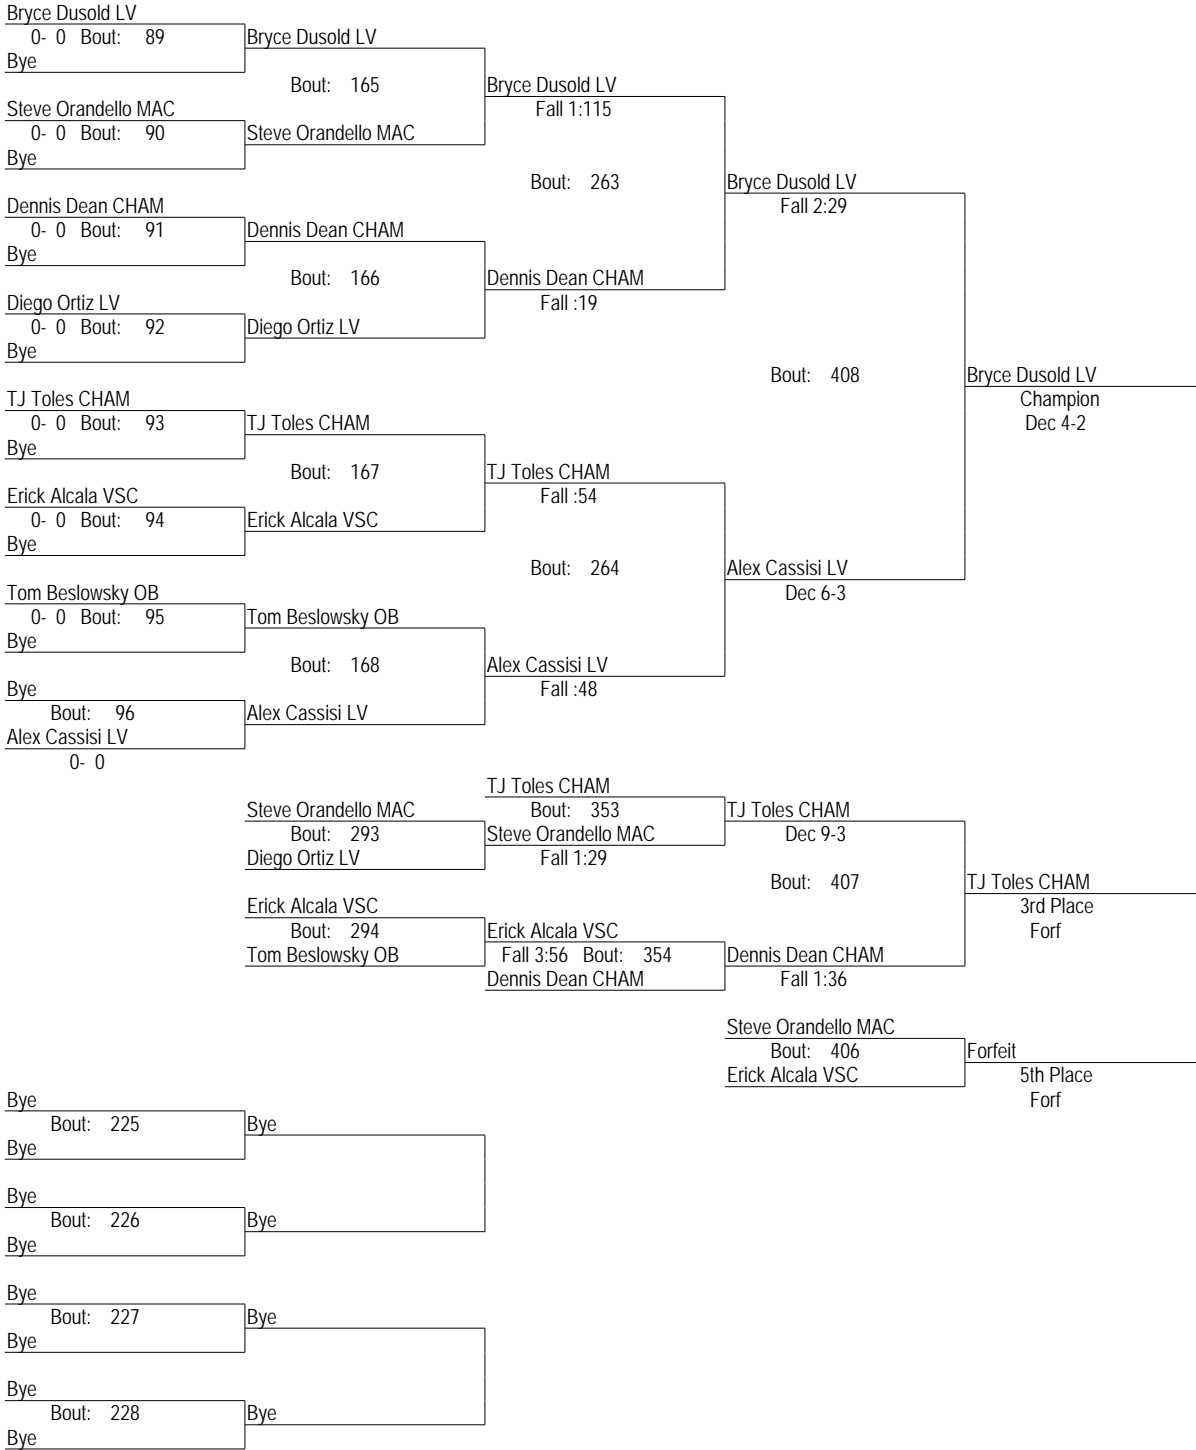 Bryce Dusold LV
0- 0 Bout: 89
Bryce Dusold LV
Bye
Bout: 165
Bryce Dusold LV
Steve Orandello MAC
Fall 1:115
0- 0 Bout: 90
Steve Orandello MAC
Bye
Bout: 263
Bryce Dusold LV
Dennis Dean CHAM
Fall 2:29
0- 0 Bout: 91
Dennis Dean CHAM
Bye
Bout: 166
Dennis Dean CHAM
Diego Ortiz LV
Fall :19
0- 0 Bout: 92
Diego Ortiz LV
Bye
Bout: 408
Bryce Dusold LV
TJ Toles CHAM
Champion
0- 0 Bout: 93
TJ Toles CHAM
Dec 4-2
Bye
Bout: 167
TJ Toles CHAM
Erick Alcala VSC
Fall :54
0- 0 Bout: 94
Erick Alcala VSC
Bye
Bout: 264
Alex Cassisi LV
Tom Beslowsky OB
Dec 6-3
0- 0 Bout: 95
Tom Beslowsky OB
Bye
Bout: 168
Alex Cassisi LV
Bye
Fall :48
Bout: 96
Alex Cassisi LV
Alex Cassisi LV
0- 0
TJ Toles CHAM
Steve Orandello MAC
Bout: 353
TJ Toles CHAM
Bout: 293
Steve Orandello MAC
Dec 9-3
Diego Ortiz LV
Fall 1:29
Bout: 407
TJ Toles CHAM
Erick Alcala VSC
3rd Place
Bout: 294
Erick Alcala VSC
Forf
Tom Beslowsky OB
Fall 3:56 Bout: 354
Dennis Dean CHAM
Dennis Dean CHAM
Fall 1:36
Steve Orandello MAC
Bout: 406
Forfeit
Erick Alcala VSC
5th Place
Forf
Bye
Bout: 225
Bye
Bye
Bye
Bout: 226
Bye
Bye
Bye
Bout: 227
Bye
Bye
Bye
Bout: 228
Bye
Bye